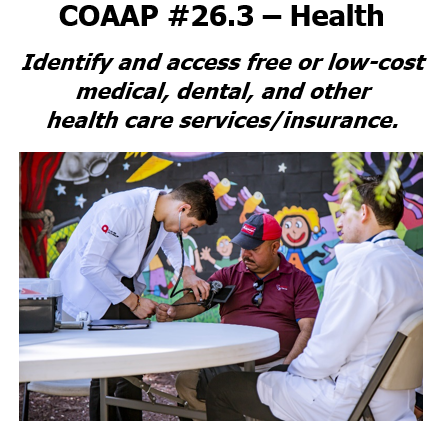 COAAP #26.3 – Health
Identify and access free or low-cost
medical, dental, and other
health care services/insurance.